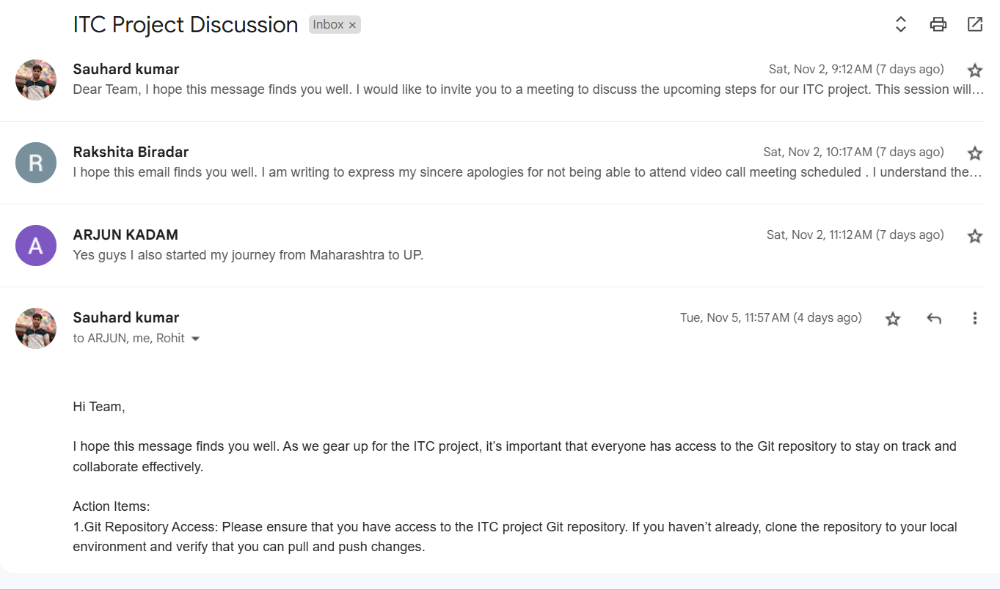 ITC Project Discussion Inbox ×
Sauhard kumar Sat, Nov 2, 9:12 AM (7 days ago)
Dear Team, I hope this message finds you well. I would like to invite you to a meeting to discuss the upcoming steps for our ITC project. This session will…
R
Rakshita Biradar Sat, Nov 2, 10:17 AM (7 days ago)
I hope this email finds you well. I am writing to express my sincere apologies for not being able to attend video call meeting scheduled . I understand the…
A
ARJUN KADAM Sat, Nov 2, 11:12 AM (7 days ago)
Yes guys I also started my journey from Maharashtra to UP.
Sauhard kumar Tue, Nov 5, 11:57 AM (4 days ago)
to ARJUN, me, Rohit
Hi Team,
I hope this message finds you well. As we gear up for the ITC project, it’s important that everyone has access to the Git repository to stay on track and
collaborate effectively.
Action Items:
1.Git Repository Access: Please ensure that you have access to the ITC project Git repository. If you haven’t already, clone the repository to your local
environment and verify that you can pull and push changes.